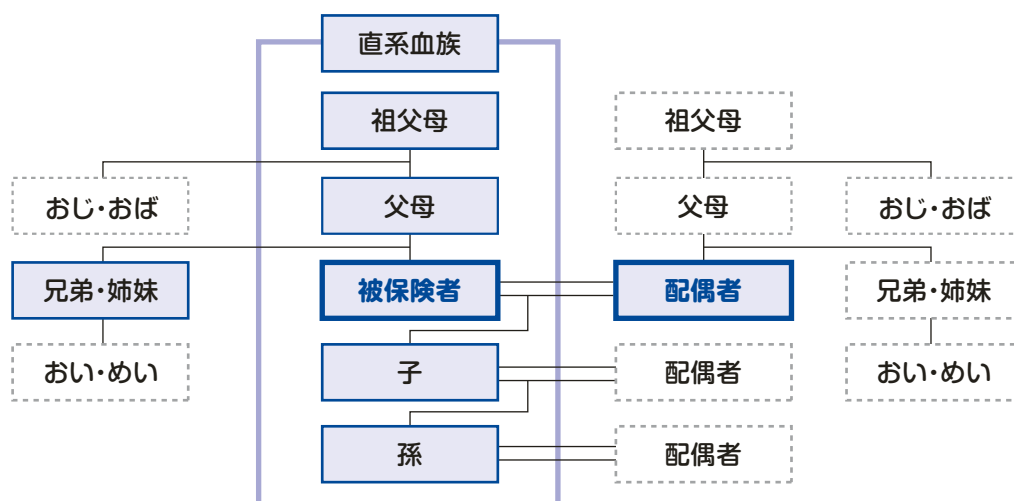 直系血族
祖父母
祖父母
おじ・おば
父母
父母
おじ・おば
兄弟・姉妹
被保険者
配偶者
兄弟・姉妹
おい・めい
子
配偶者
おい・めい
孫
配偶者